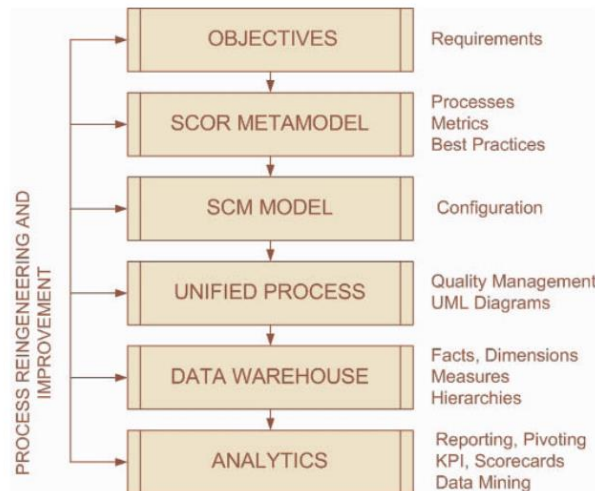 OBJECTIVES
Requirements
SCOR METAMODEL
Processes
Metrics
Best Practices
SCM MODEL
Configuration
UNIFIED PROCESS
Quality Management
UML Diagrams
DATA WAREHOUSE
Facts, Dimensions
Measures
Hierarchies
ANALYTICS
Reporting, Pivoting
KPI, Scorecards
Data Mining
PROCESS REINGENEERING AND
IMPROVEMENT